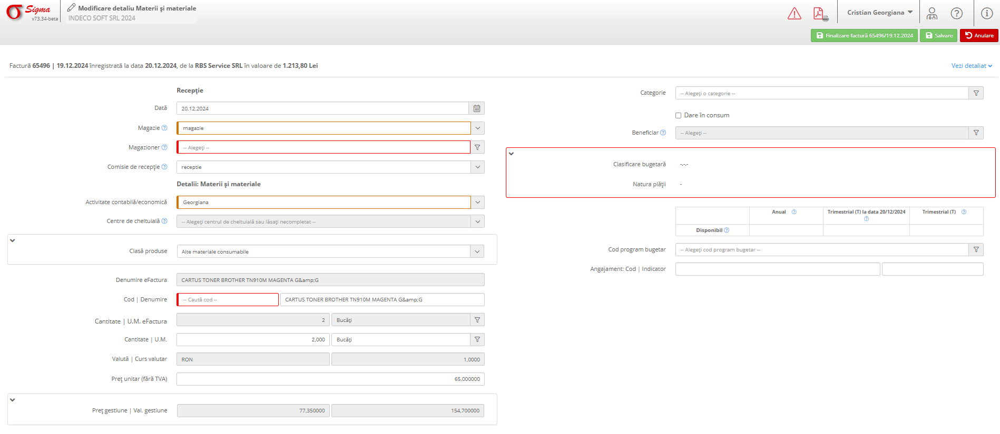 Sigma
v73.34-beta
Modificare detaliu Materii și materiale
INDECO SOFT SRL 2024
Cristian Georgiana
Finalizare factură 65496/19.12.2024
Salvare
Anulare
Factură 65496 | 19.12.2024 înregistrată la data 20.12.2024, de la RBS Service SRL în valoare de 1.213,80 Lei
Vezi detaliat
Recepție
Dată
20.12.2024
Magazie
magazie
Magazioner
-- Alegeți --
Comisie de recepție
receptie
Detalii: Materii și materiale
Activitate contabilă/economică
Georgiana
Centre de cheltuială
-- Alegeți centrul de cheltuială sau lăsați necompletat --
Clasă produse
Alte materiale consumabile
Denumire eFactura
CARTUS TONER BROTHER TN910M MAGENTA G&amp;G
Cod | Denumire
-- Caută cod --
CARTUS TONER BROTHER TN910M MAGENTA G&amp;G
Cantitate | U.M. eFactura
2
Bucăți
Cantitate | U.M.
2,000
Bucăți
Valută | Curs valutar
RON
1,0000
Preț unitar (fără TVA)
65,000000
Preț gestiune | Val. gestiune
77,350000
154,700000
Categorie
-- Alegeți o categorie --
Dare în consum
Beneficiar
-- Alegeți --
Clasificare bugetară
-.-.-
Natura plății
-
Anual
Trimestrial (T) la data 20/12/2024
Trimestrial (T)
Disponibil
Cod program bugetar
-- Alegeți cod program bugetar --
Angajament: Cod | Indicator